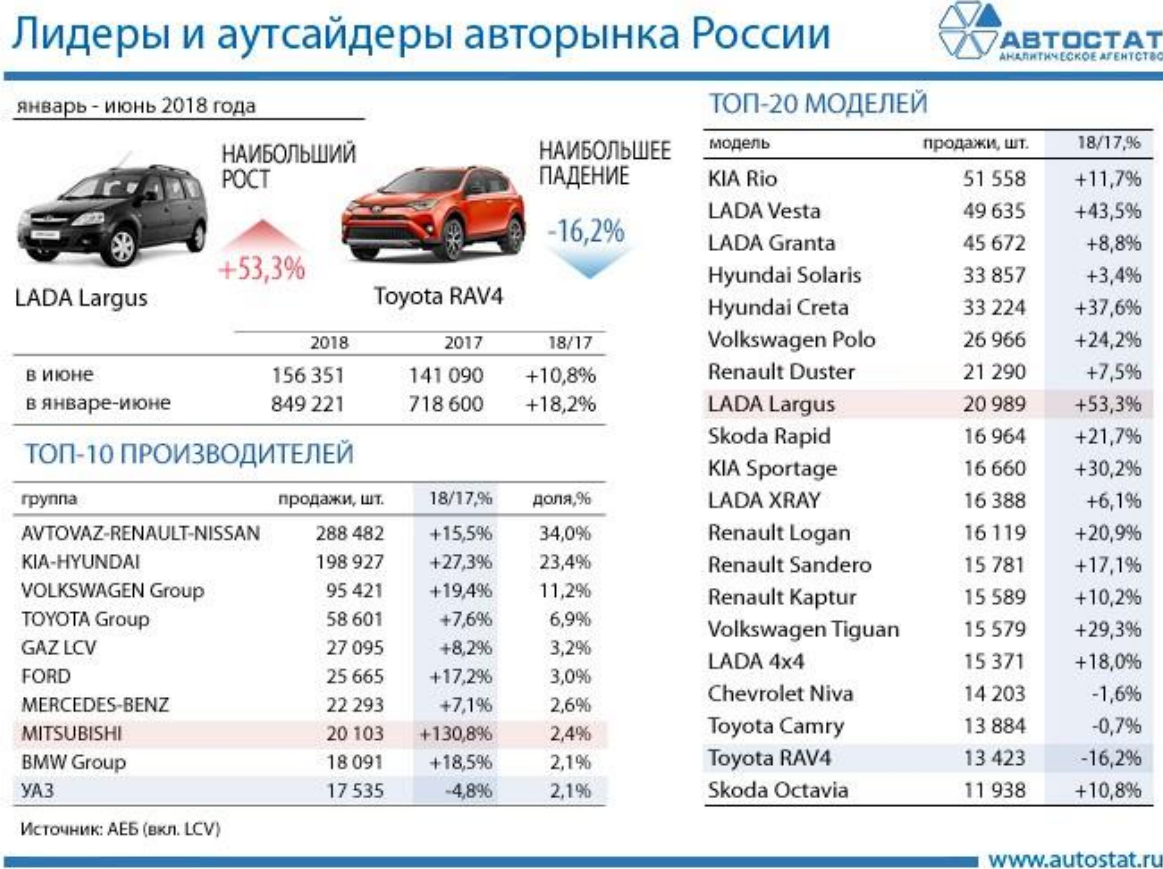 Лидеры и аутсайдеры авторынка России
АВТОСТАТ
АНАЛИТИЧЕСКОЕ АГЕНТСТВО
январь - июнь 2018 года
НАИБОЛЬШИЙ
РОСТ
+53,3%
LADA Largus
НАИБОЛЬШЕЕ
ПАДЕНИЕ
-16,2%
Toyota RAV4
2018 2017 18/17
в июне 156 351 141 090 +10,8%
в январе-июне 849 221 718 600 +18,2%
ТОП-10 ПРОИЗВОДИТЕЛЕЙ
группа продажи, шт. 18/17,% доля,%
AVTOVAZ-RENAULT-NISSAN 288 482 +15,5% 34,0%
KIA-HYUNDAI 198 927 +27,3% 23,4%
VOLKSWAGEN Group 95 421 +19,4% 11,2%
TOYOTA Group 58 601 +7,6% 6,9%
GAZ LCV 27 095 +8,2% 3,2%
FORD 25 665 +17,2% 3,0%
MERCEDES-BENZ 22 293 +7,1% 2,6%
MITSUBISHI 20 103 +130,8% 2,4%
BMW Group 18 091 +18,5% 2,1%
УАЗ 17 535 -4,8% 2,1%
Источник: АЕБ (вкл. LCV)
ТОП-20 МОДЕЛЕЙ
модель продажи, шт. 18/17,%
KIA Rio 51 558 +11,7%
LADA Vesta 49 635 +43,5%
LADA Granta 45 672 +8,8%
Hyundai Solaris 33 857 +3,4%
Hyundai Creta 33 224 +37,6%
Volkswagen Polo 26 966 +24,2%
Renault Duster 21 290 +7,5%
LADA Largus 20 989 +53,3%
Skoda Rapid 16 964 +21,7%
KIA Sportage 16 660 +30,2%
LADA XRAY 16 388 +6,1%
Renault Logan 16 119 +20,9%
Renault Sandero 15 781 +17,1%
Renault Kaptur 15 589 +10,2%
Volkswagen Tiguan 15 579 +29,3%
LADA 4x4 15 371 +18,0%
Chevrolet Niva 14 203 -1,6%
Toyota Camry 13 884 -0,7%
Toyota RAV4 13 423 -16,2%
Skoda Octavia 11 938 +10,8%
www.autostat.ru